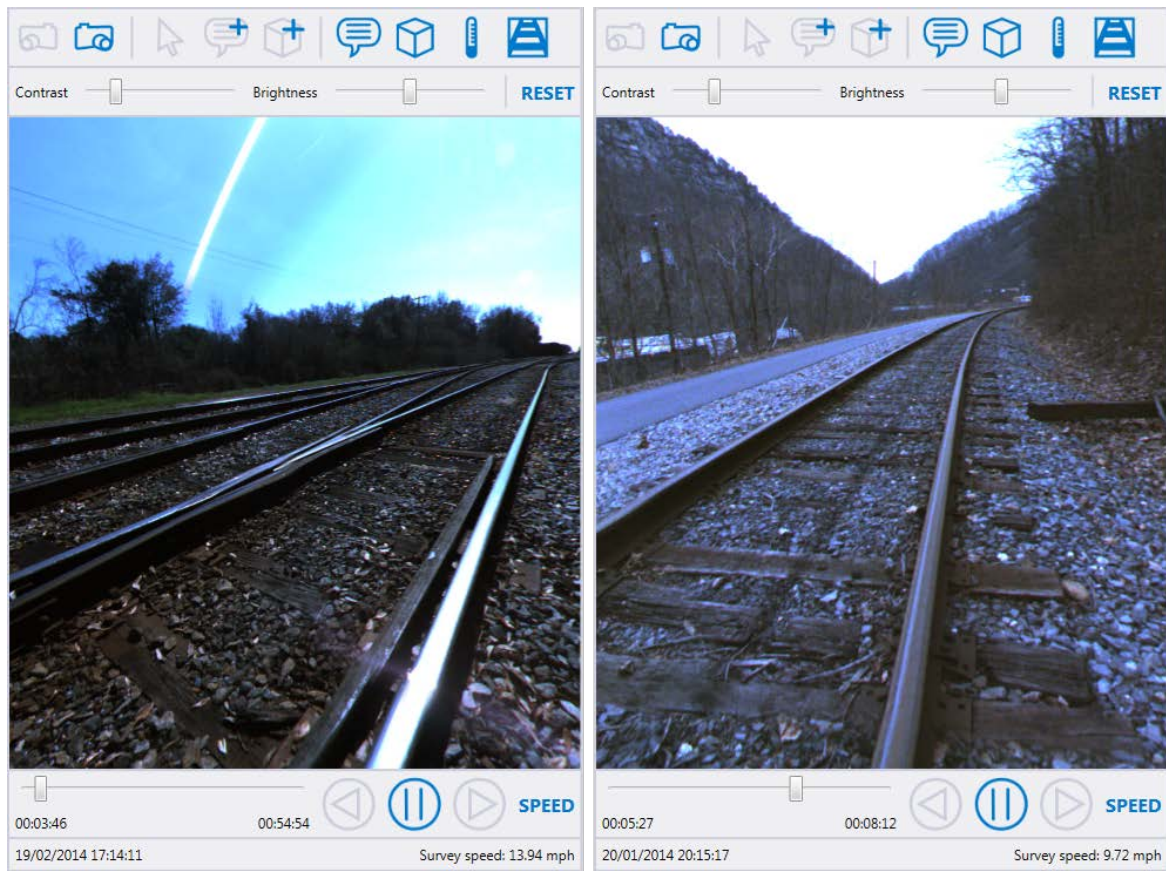 Contrast Brightness RESET
00:03:46 00:54:54 SPEED
19/02/2014 17:14:11 Survey speed: 13.94 mph
Contrast Brightness RESET
00:05:27 00:08:12 SPEED
20/01/2014 20:15:17 Survey speed: 9.72 mph